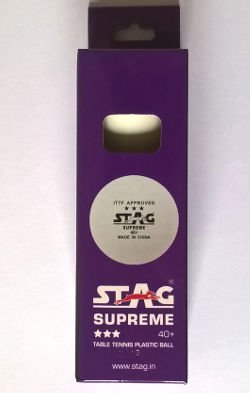 ITTF APPROVED
★★★
STAG
SUPREME
40+
MADE IN CHINA
STAG®
SUPREME
★★★ 40+
TABLE TENNIS PLASTIC BALL
www.stag.in